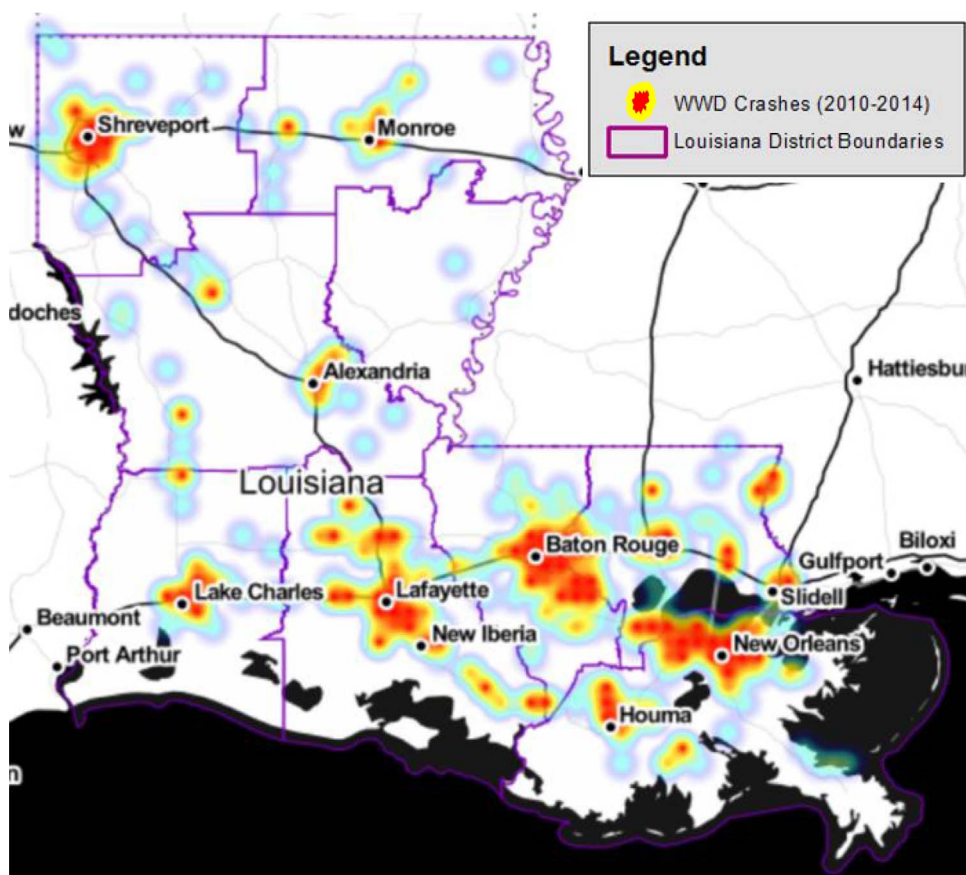 Legend
WWD Crashes (2010-2014)
Louisiana District Boundaries
w
Shreveport
Monroe
doches
Alexandria
Hattiesbu
Louisiana
Baton Rouge
Biloxi
Gulfport
Lake Charles
Lafayette
Slidell
Beaumont
New Iberia
New Orleans
Port Arthur
Houma
n